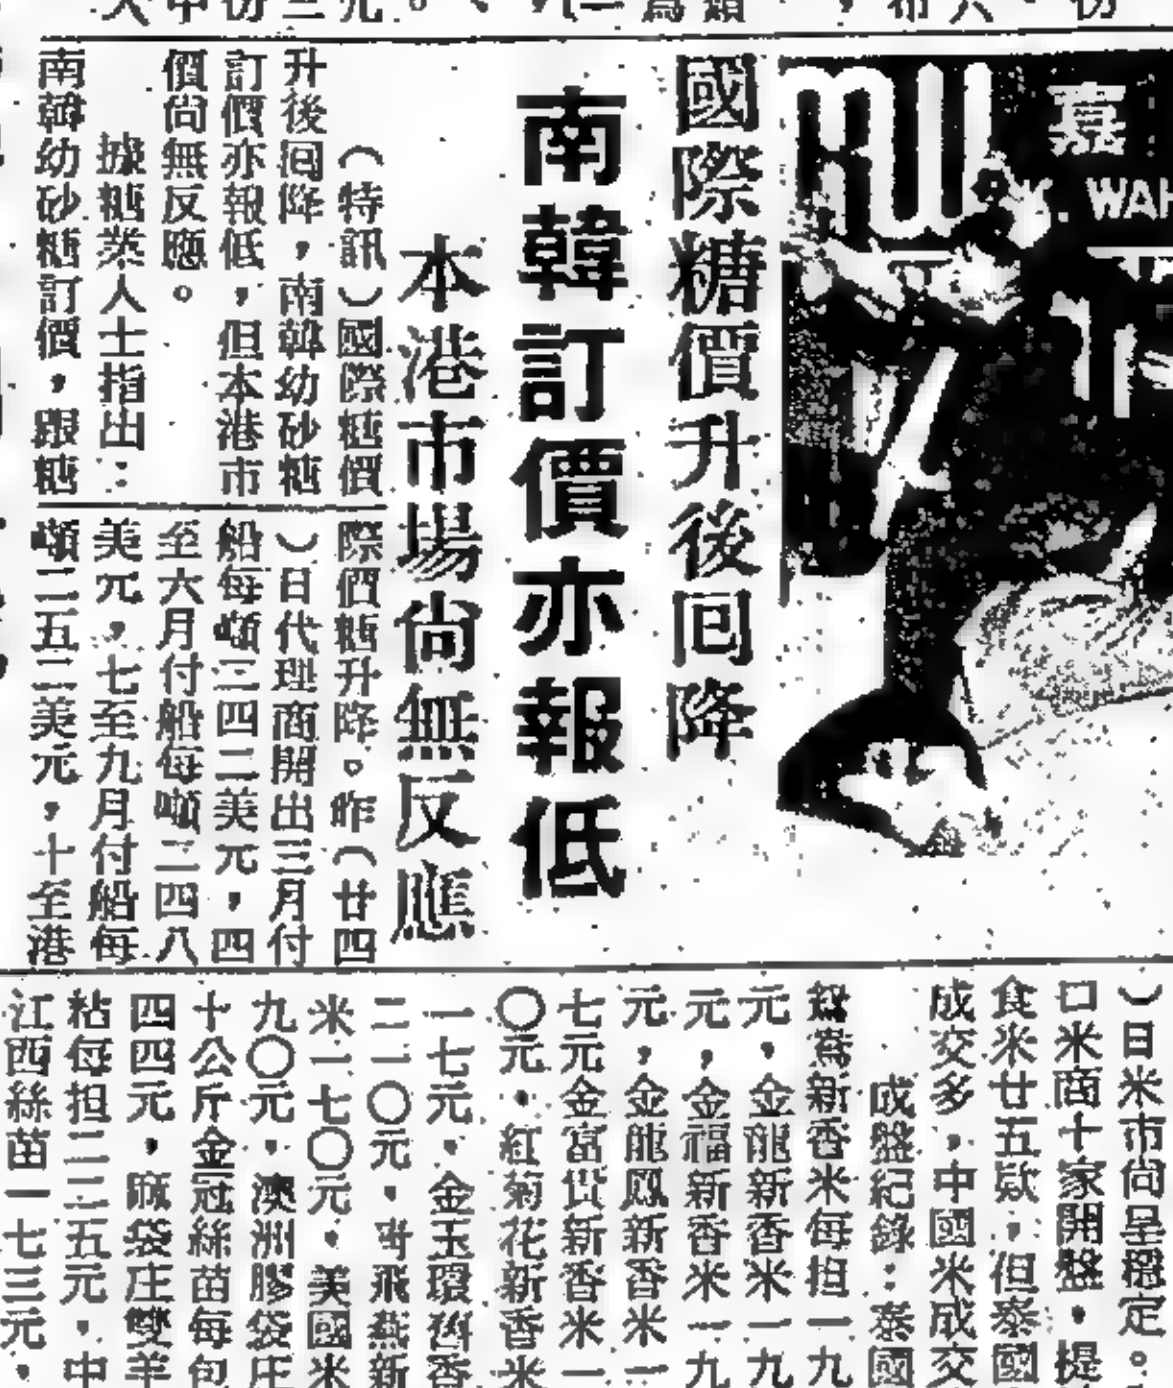 嘉
WAH
國際糖價升後回降
南韓訂價亦報低
本港市場尚無反應
（特訊）國際糖價
升後回降，南韓幼砂糖
訂價亦報低，但本港市
價尚無反應。
據糖業人士指出：
南韓幼砂糖訂價，跟糖
際價糖升降。昨（廿四
）日代理商開出三月付
船每噸三四二美元，四
至六月付船每噸二四八
美元，七至九月付船每
噸二五二美元，十至港
）日米市尚呈穩定。
口米商十家開盤，提
食米廿五欵，但泰國
成交多，中國米成交
成盤紀錄：泰國
鴛鴦新香米每担一九
元，金龍新香米一九
元，金福新香米一九
元，金龍鳳新香米一
七元金富貴新香米一
〇元，紅菊花新香米
一七元，金玉環齊香
二一〇元，飛燕新
米一七〇元，美國米
九〇元，澳洲膠袋庄
十公斤金冠絲苗每包
四四元，麻袋庄雙羊
粘每担二二五元，中
江西絲苗一七三元，